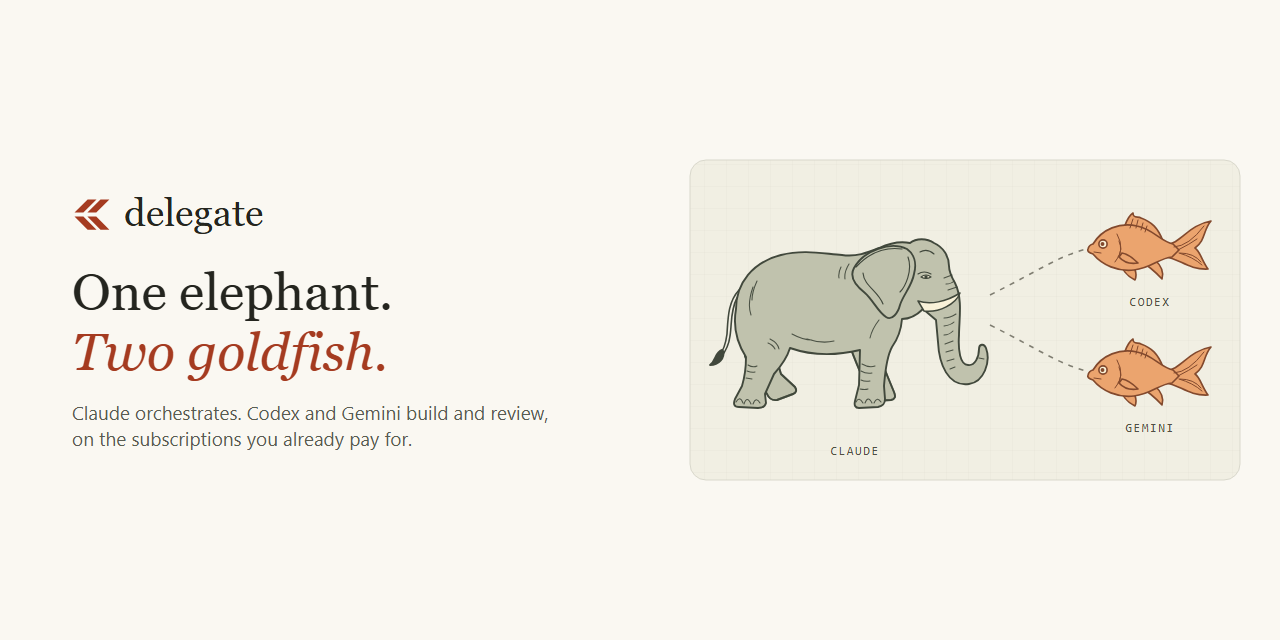 delegate
One elephant.
Two goldfish.
Claude orchestrates. Codex and Gemini build and review,
on the subscriptions you already pay for.
CODEX
GEMINI
CLAUDE